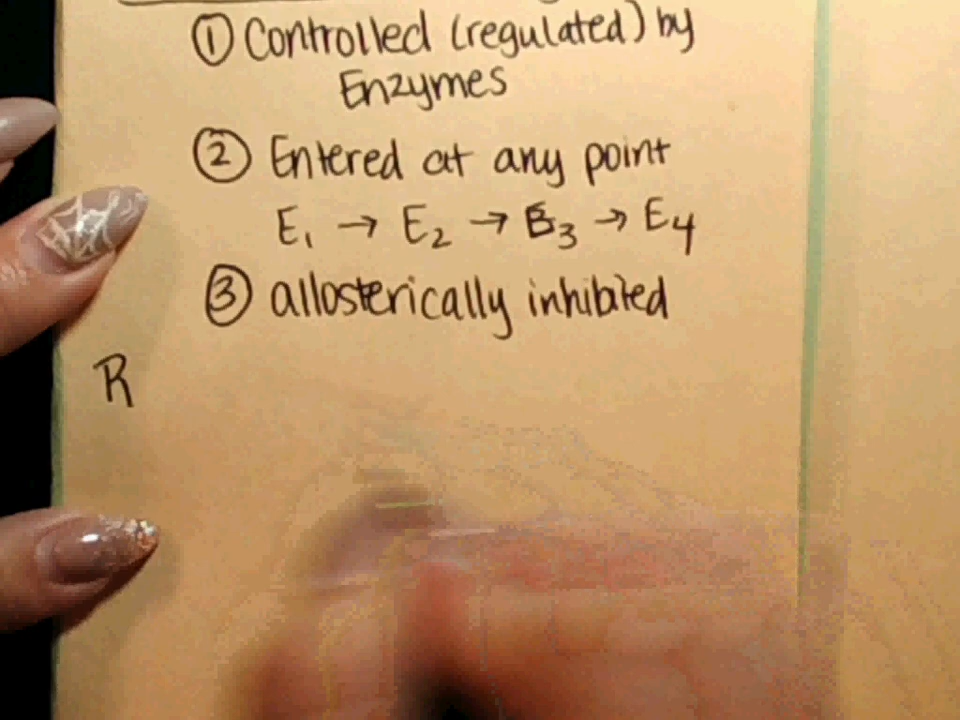 ① Controlled (regulated) by
Enzymes
② Entered at any point
E₁ → E₂ → E₃ → E₄
③ allosterically inhibited
R